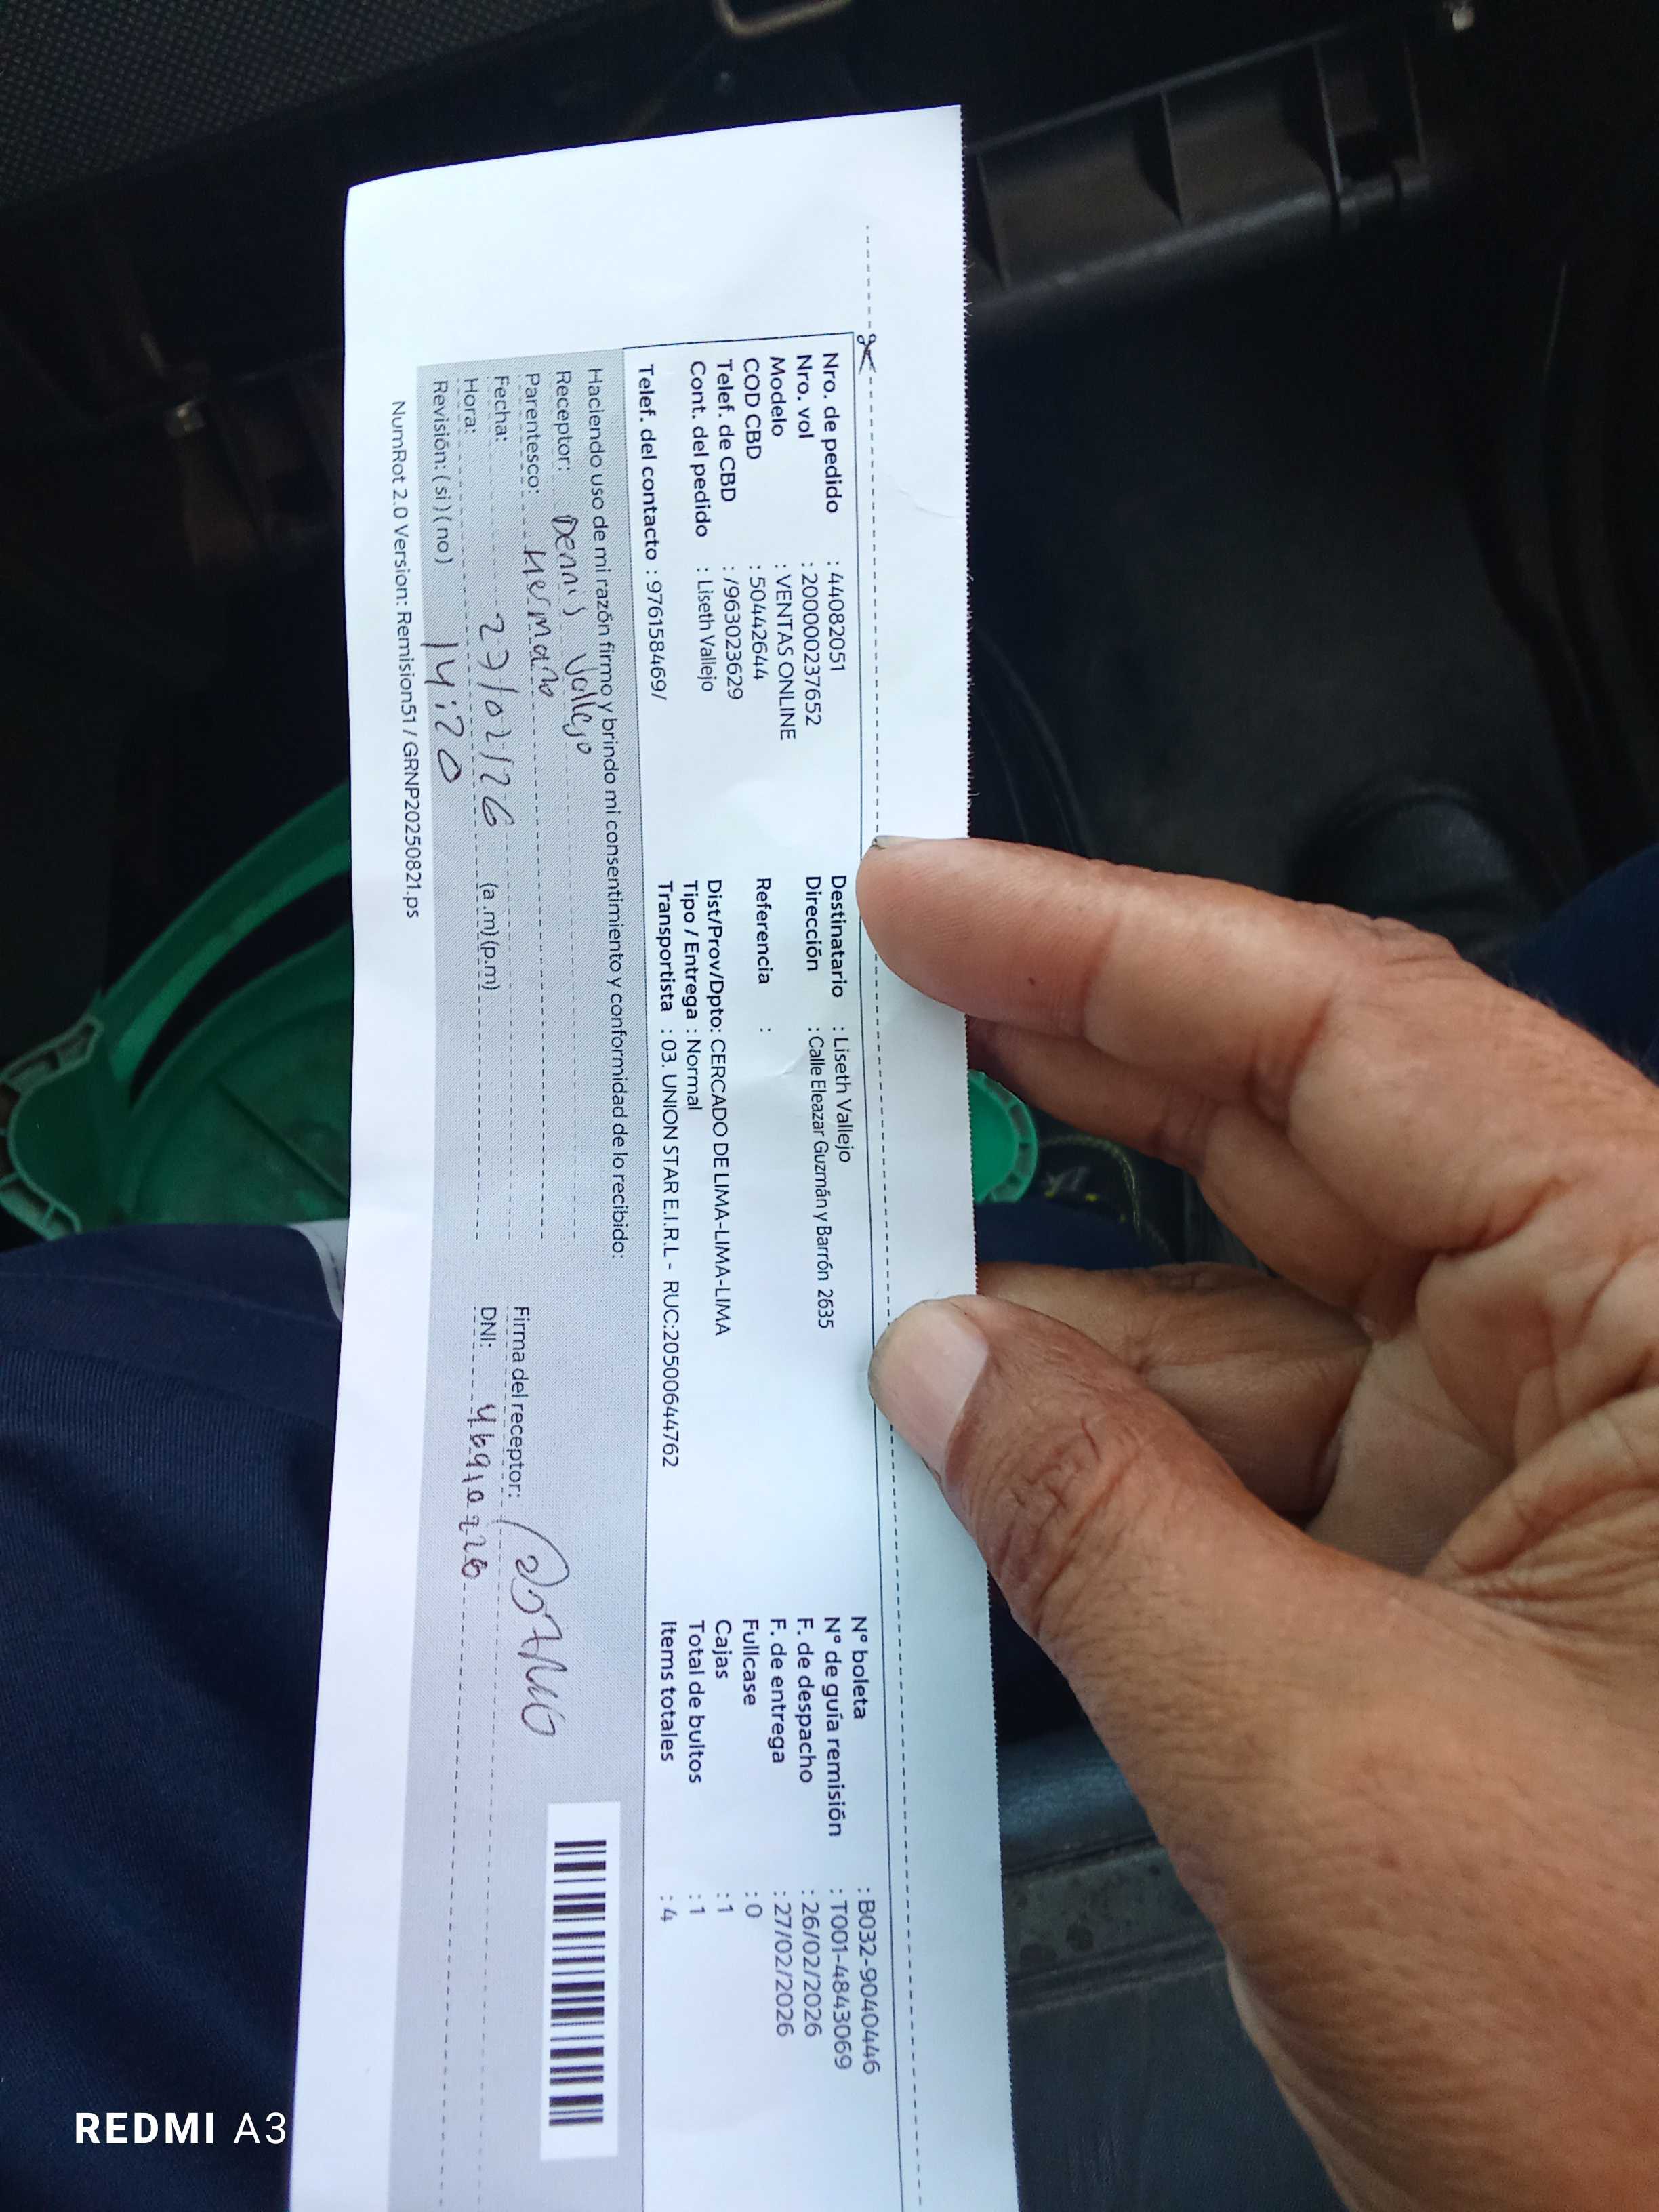 Nro. de pedido : 44082051
Nro. vol : 200000237652
Modelo : VENTAS ONLINE
COD CBD : 50442644
Telef. de CBD : /963023629
Cont. del pedido : Liseth Vallejo
Telef. del contacto : 976158469/
Destinatario : Liseth Vallejo
Dirección : Calle Eleazar Guzmán y Barrón 2635
Referencia :
Dist/Prov/Dpto: CERCADO DE LIMA-LIMA-LIMA
Tipo / Entrega : Normal
Transportista : 03. UNION STAR E.I.R.L - RUC:20500644762
N° boleta : B032-9040446
N° de guía remisión : T001-4843069
F. de despacho : 26/02/2026
F. de entrega : 27/02/2026
Fullcase : 0
Cajas : 1
Total de bultos : 1
Items totales : 4
Haciendo uso de mi razón firmo y brindo mi consentimiento y conformidad de lo recibido:
Receptor: Dennis Vallejo
Parentesco: Hermano
Fecha: 27/02/26
Hora: 14:20 (a.m)(p.m)
Revisión: (si)(no)
Firma del receptor:
DNI:
NumRot 2.0 Version: Remision51 / GRNP20250821.ps
REDMI A3